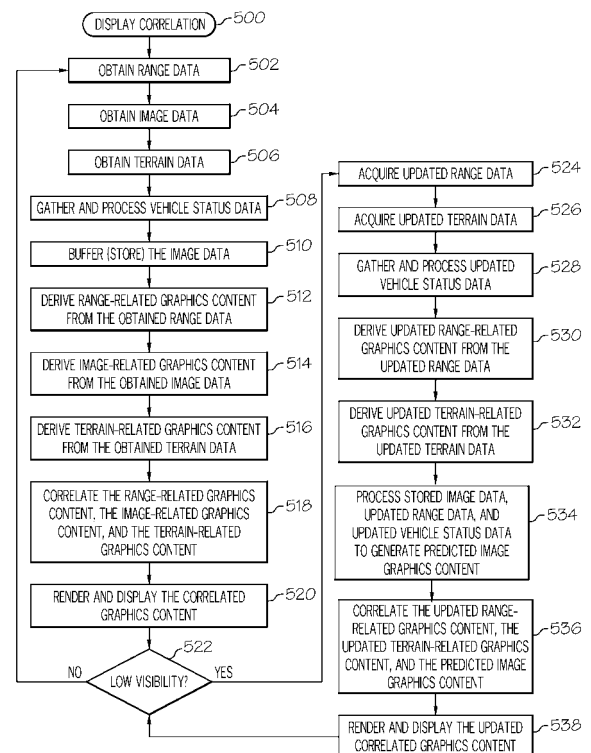 DISPLAY CORRELATION
500
OBTAIN RANGE DATA
502
OBTAIN IMAGE DATA
504
OBTAIN TERRAIN DATA
506
GATHER AND PROCESS VEHICLE STATUS DATA
508
BUFFER (STORE) THE IMAGE DATA
510
DERIVE RANGE-RELATED GRAPHICS CONTENT
FROM THE OBTAINED RANGE DATA
512
DERIVE IMAGE-RELATED GRAPHICS CONTENT
FROM THE OBTAINED IMAGE DATA
514
DERIVE TERRAIN-RELATED GRAPHICS CONTENT
FROM THE OBTAINED TERRAIN DATA
516
CORRELATE THE RANGE-RELATED GRAPHICS
CONTENT, THE IMAGE-RELATED GRAPHICS
CONTENT, AND THE TERRAIN-RELATED
GRAPHICS CONTENT
518
RENDER AND DISPLAY THE CORRELATED
GRAPHICS CONTENT
520
522
NO
LOW VISIBILITY?
YES
ACQUIRE UPDATED RANGE DATA
524
ACQUIRE UPDATED TERRAIN DATA
526
GATHER AND PROCESS UPDATED
VEHICLE STATUS DATA
528
DERIVE UPDATED RANGE-RELATED
GRAPHICS CONTENT FROM THE
UPDATED RANGE DATA
530
DERIVE UPDATED TERRAIN-RELATED
GRAPHICS CONTENT FROM THE
UPDATED TERRAIN DATA
532
PROCESS STORED IMAGE DATA,
UPDATED RANGE DATA, AND
UPDATED VEHICLE STATUS DATA
TO GENERATE PREDICTED IMAGE
GRAPHICS CONTENT
534
CORRELATE THE UPDATED RANGE-
RELATED GRAPHICS CONTENT, THE
UPDATED TERRAIN-RELATED GRAPHICS
CONTENT, AND THE PREDICTED IMAGE
GRAPHICS CONTENT
536
RENDER AND DISPLAY THE UPDATED
CORRELATED GRAPHICS CONTENT
538